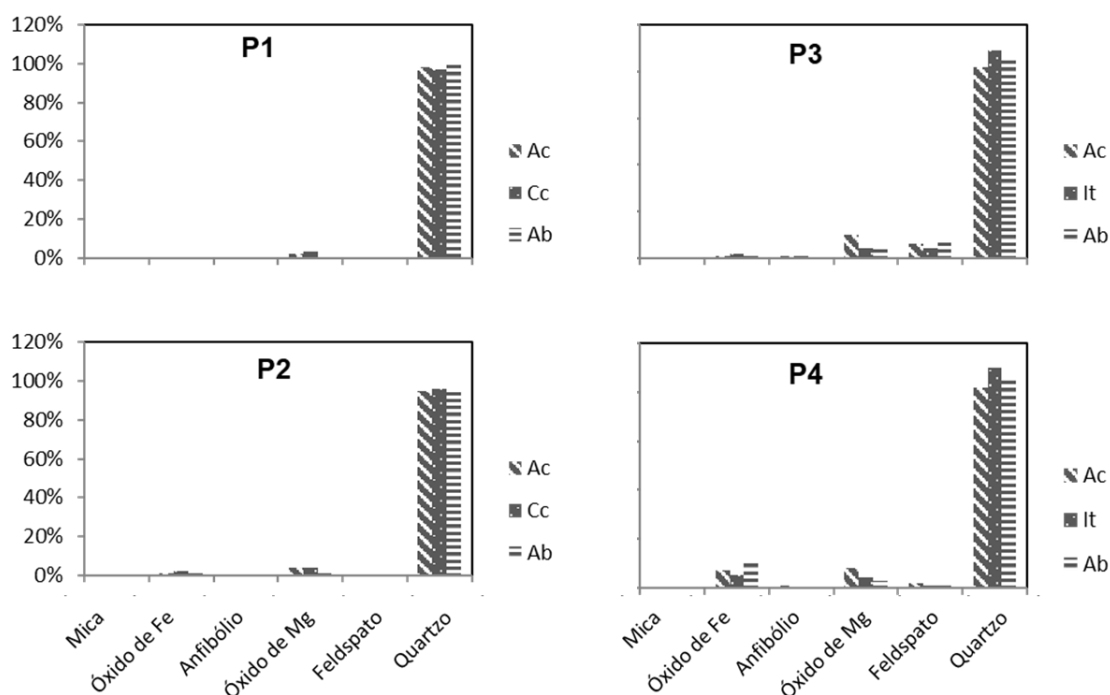 P1
120%
100%
80%
60%
40%
20%
0%
Ac
Cc
Ab
P3
Ac
It
Ab
P2
120%
100%
80%
60%
40%
20%
0%
Ac
Cc
Ab
Mica
Óxido de Fe
Anfibólio
Óxido de Mg
Feldspato
Quartzo
P4
Ac
It
Ab
Mica
Óxido de Fe
Anfibólio
Óxido de Mg
Feldspato
Quartzo